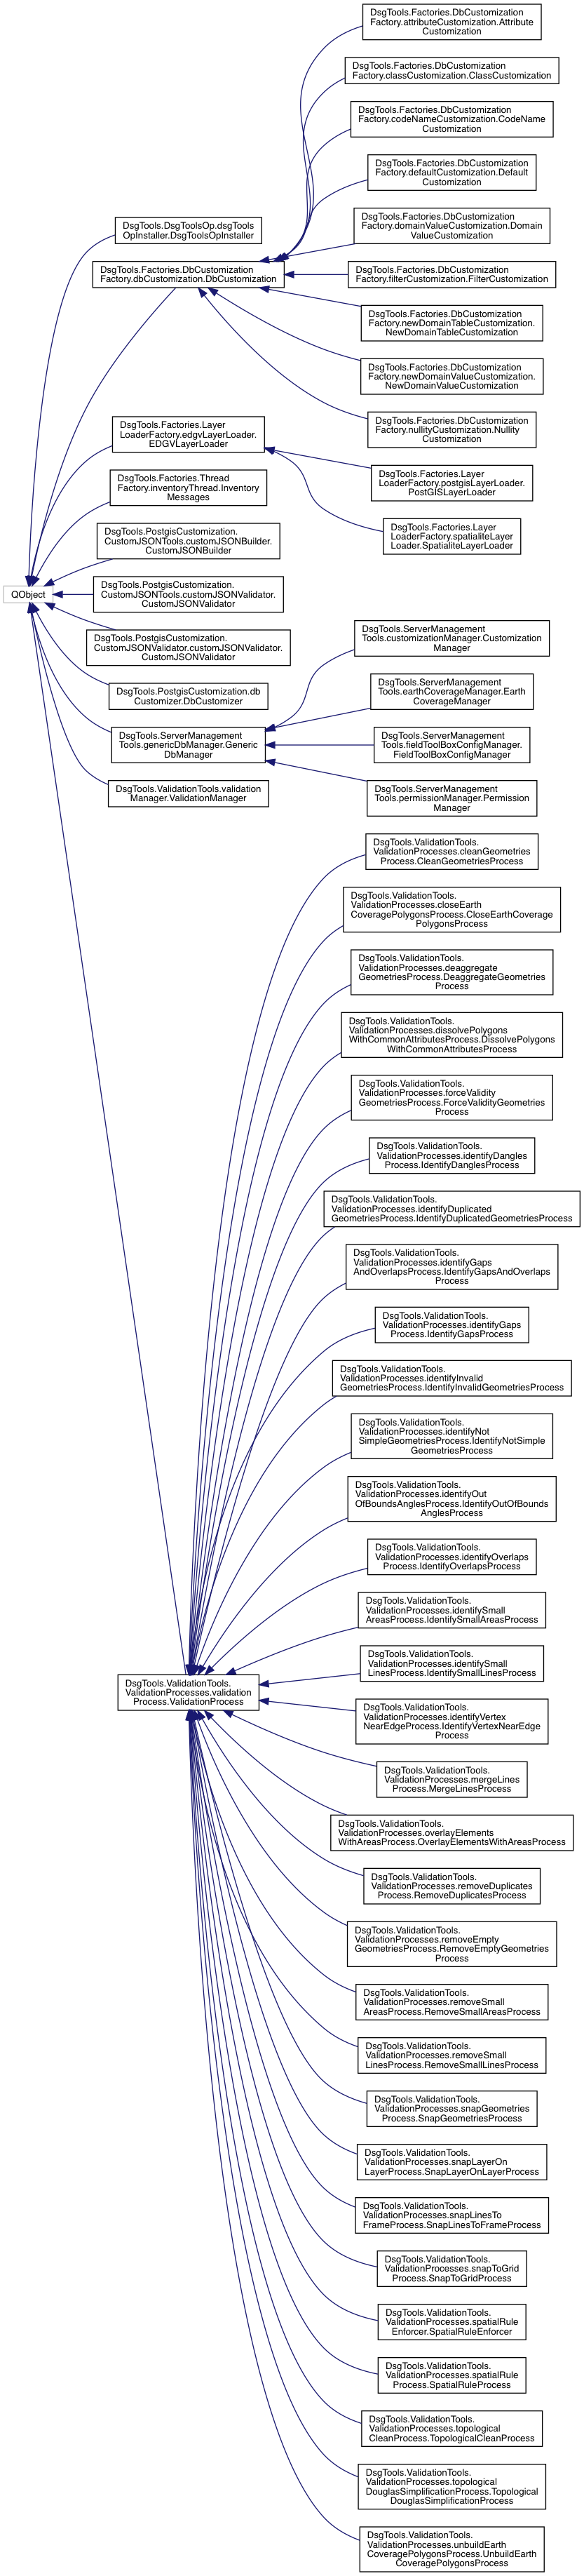 DsgTools.Factories.DbCustomization
Factory.attributeCustomization.Attribute
Customization
DsgTools.Factories.DbCustomization
Factory.classCustomization.ClassCustomization
DsgTools.Factories.DbCustomization
Factory.codeNameCustomization.CodeName
Customization
DsgTools.Factories.DbCustomization
Factory.defaultCustomization.Default
Customization
DsgTools.Factories.DbCustomization
Factory.domainValueCustomization.Domain
ValueCustomization
DsgTools.DsgToolsOp.dsgTools
OpInstaller.DsgToolsOpInstaller
DsgTools.Factories.DbCustomization
Factory.dbCustomization.DbCustomization
DsgTools.Factories.DbCustomization
Factory.filterCustomization.FilterCustomization
DsgTools.Factories.DbCustomization
Factory.newDomainTableCustomization.
NewDomainTableCustomization
DsgTools.Factories.DbCustomization
Factory.newDomainValueCustomization.
NewDomainValueCustomization
DsgTools.Factories.DbCustomization
Factory.nullityCustomization.Nullity
Customization
DsgTools.Factories.Layer
LoaderFactory.edgvLayerLoader.
EDGVLayerLoader
DsgTools.Factories.Layer
LoaderFactory.postgisLayerLoader.
PostGISLayerLoader
DsgTools.Factories.Thread
Factory.inventoryThread.Inventory
Messages
DsgTools.Factories.Layer
LoaderFactory.spatialiteLayer
Loader.SpatialiteLayerLoader
DsgTools.PostgisCustomization.
CustomJSONTools.customJSONBuilder.
CustomJSONBuilder
QObject
DsgTools.PostgisCustomization.
CustomJSONTools.customJSONValidator.
CustomJSONValidator
DsgTools.PostgisCustomization.
CustomJSONValidator.customJSONValidator.
CustomJSONValidator
DsgTools.ServerManagement
Tools.customizationManager.Customization
Manager
DsgTools.PostgisCustomization.db
Customizer.DbCustomizer
DsgTools.ServerManagement
Tools.earthCoverageManager.Earth
CoverageManager
DsgTools.ServerManagement
Tools.genericDbManager.Generic
DbManager
DsgTools.ServerManagement
Tools.fieldToolBoxConfigManager.
FieldToolBoxConfigManager
DsgTools.ValidationTools.validation
Manager.ValidationManager
DsgTools.ServerManagement
Tools.permissionManager.Permission
Manager
DsgTools.ValidationTools.
ValidationProcesses.cleanGeometries
Process.CleanGeometriesProcess
DsgTools.ValidationTools.
ValidationProcesses.closeEarth
CoveragePolygonsProcess.CloseEarthCoverage
PolygonsProcess
DsgTools.ValidationTools.
ValidationProcesses.deaggregate
GeometriesProcess.DeaggregateGeometries
Process
DsgTools.ValidationTools.
ValidationProcesses.dissolvePolygons
WithCommonAttributesProcess.DissolvePolygons
WithCommonAttributesProcess
DsgTools.ValidationTools.
ValidationProcesses.forceValidity
GeometriesProcess.ForceValidityGeometries
Process
DsgTools.ValidationTools.
ValidationProcesses.identifyDangles
Process.IdentifyDanglesProcess
DsgTools.ValidationTools.
ValidationProcesses.identifyDuplicated
GeometriesProcess.IdentifyDuplicatedGeometriesProcess
DsgTools.ValidationTools.
ValidationProcesses.identifyGaps
AndOverlapsProcess.IdentifyGapsAndOverlaps
Process
DsgTools.ValidationTools.
ValidationProcesses.identifyGaps
Process.IdentifyGapsProcess
DsgTools.ValidationTools.
ValidationProcesses.identifyInvalid
GeometriesProcess.IdentifyInvalidGeometriesProcess
DsgTools.ValidationTools.
ValidationProcesses.identifyNot
SimpleGeometriesProcess.IdentifyNotSimple
GeometriesProcess
DsgTools.ValidationTools.
ValidationProcesses.identifyOut
OfBoundsAnglesProcess.IdentifyOutOfBounds
AnglesProcess
DsgTools.ValidationTools.
ValidationProcesses.identifyOverlaps
Process.IdentifyOverlapsProcess
DsgTools.ValidationTools.
ValidationProcesses.identifySmall
AreasProcess.IdentifySmallAreasProcess
DsgTools.ValidationTools.
ValidationProcesses.identifySmall
LinesProcess.IdentifySmallLinesProcess
DsgTools.ValidationTools.
ValidationProcesses.validation
Process.ValidationProcess
DsgTools.ValidationTools.
ValidationProcesses.identifyVertex
NearEdgeProcess.IdentifyVertexNearEdge
Process
DsgTools.ValidationTools.
ValidationProcesses.mergeLines
Process.MergeLinesProcess
DsgTools.ValidationTools.
ValidationProcesses.overlayElements
WithAreasProcess.OverlayElementsWithAreasProcess
DsgTools.ValidationTools.
ValidationProcesses.removeDuplicates
Process.RemoveDuplicatesProcess
DsgTools.ValidationTools.
ValidationProcesses.removeEmpty
GeometriesProcess.RemoveEmptyGeometries
Process
DsgTools.ValidationTools.
ValidationProcesses.removeSmall
AreasProcess.RemoveSmallAreasProcess
DsgTools.ValidationTools.
ValidationProcesses.removeSmall
LinesProcess.RemoveSmallLinesProcess
DsgTools.ValidationTools.
ValidationProcesses.snapGeometries
Process.SnapGeometriesProcess
DsgTools.ValidationTools.
ValidationProcesses.snapLayerOn
LayerProcess.SnapLayerOnLayerProcess
DsgTools.ValidationTools.
ValidationProcesses.snapLinesTo
FrameProcess.SnapLinesToFrameProcess
DsgTools.ValidationTools.
ValidationProcesses.snapToGrid
Process.SnapToGridProcess
DsgTools.ValidationTools.
ValidationProcesses.spatialRule
Enforcer.SpatialRuleEnforcer
DsgTools.ValidationTools.
ValidationProcesses.spatialRule
Process.SpatialRuleProcess
DsgTools.ValidationTools.
ValidationProcesses.topological
CleanProcess.TopologicalCleanProcess
DsgTools.ValidationTools.
ValidationProcesses.topological
DouglasSimplificationProcess.Topological
DouglasSimplificationProcess
DsgTools.ValidationTools.
ValidationProcesses.unbuildEarth
CoveragePolygonsProcess.UnbuildEarth
CoveragePolygonsProcess